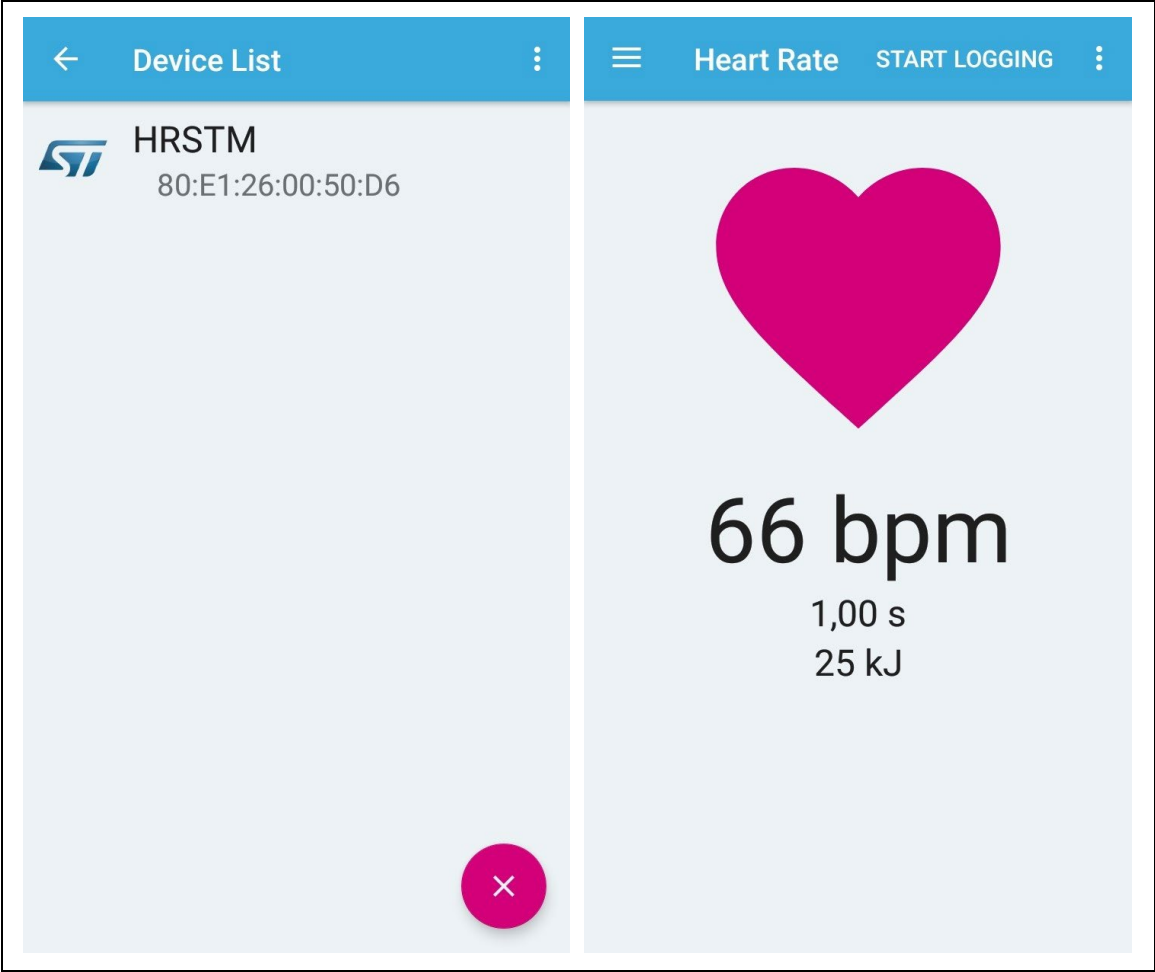 Device List
HRSTM
80:E1:26:00:50:D6
Heart Rate START LOGGING
66 bpm
1,00 s
25 kJ